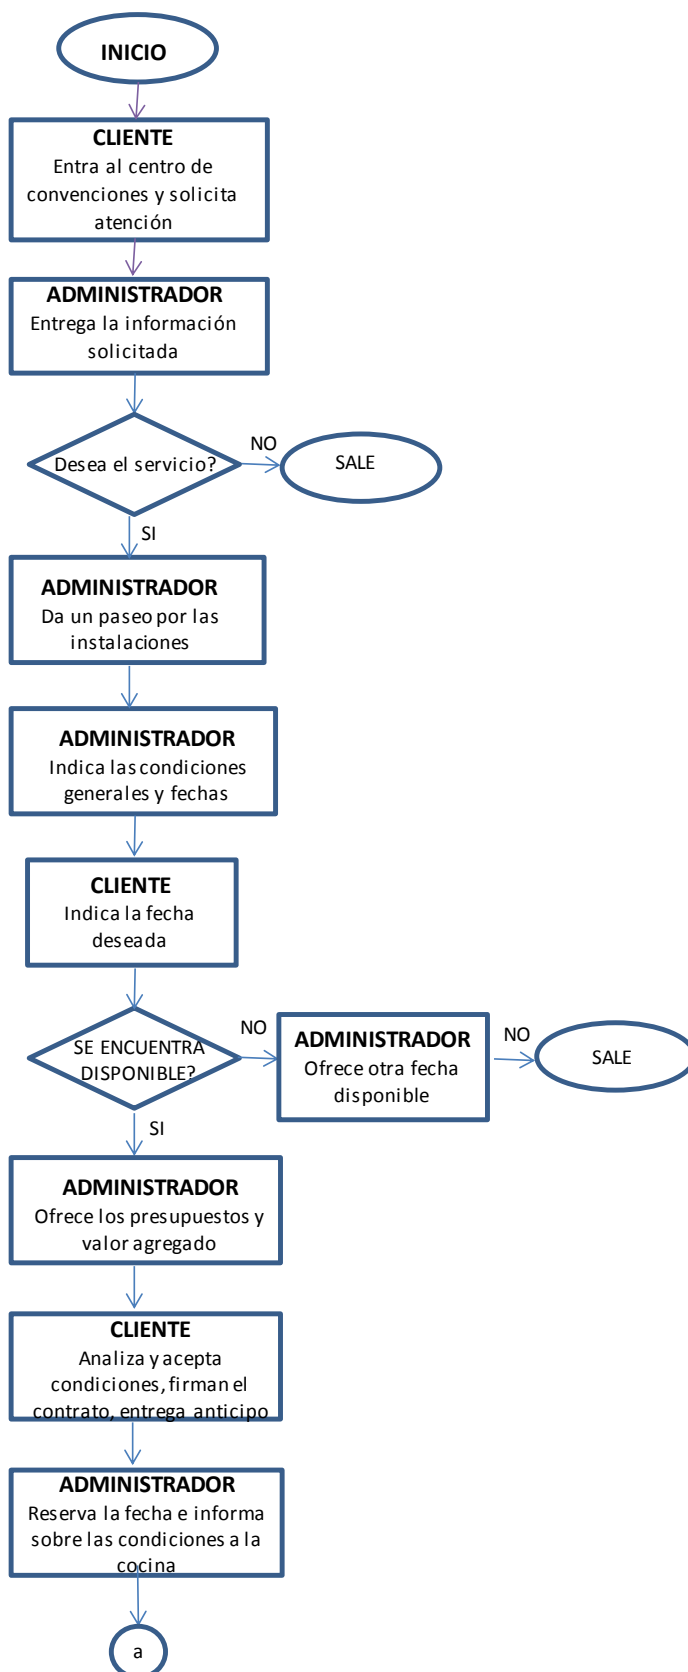 INICIO
CLIENTE
Entra al centro de
convenciones y solicita
atención
ADMINISTRADOR
Entrega la información
solicitada
Desea el servicio?
NO
SALE
SI
ADMINISTRADOR
Da un paseo por las
instalaciones
ADMINISTRADOR
Indica las condiciones
generales y fechas
CLIENTE
Indica la fecha
deseada
SE ENCUENTRA
DISPONIBLE?
NO
ADMINISTRADOR
Ofrece otra fecha
disponible
NO
SALE
SI
ADMINISTRADOR
Ofrece los presupuestos y
valor agregado
CLIENTE
Analiza y acepta
condiciones, firman el
contrato, entrega anticipo
ADMINISTRADOR
Reserva la fecha e informa
sobre las condiciones a la
cocina
a